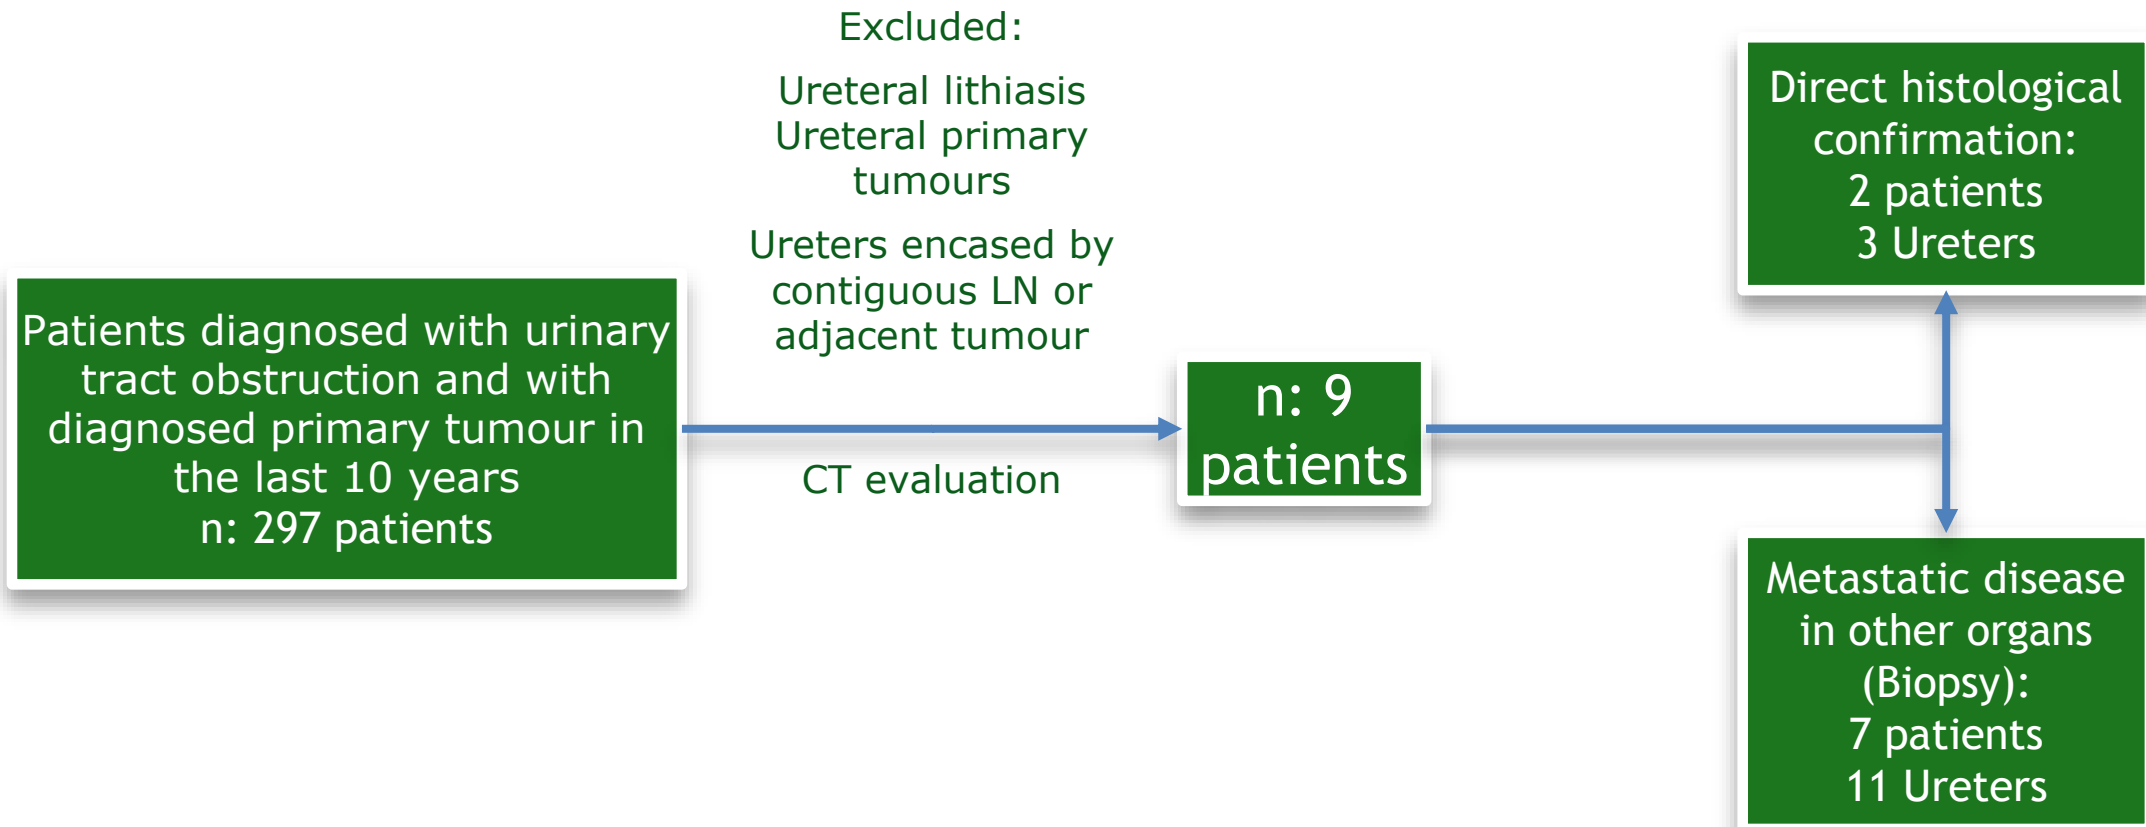 Patients diagnosed with urinary
tract obstruction and with
diagnosed primary tumour in
the last 10 years
n: 297 patients
Excluded:
Ureteral lithiasis
Ureteral primary
tumours
Ureters encased by
contiguous LN or
adjacent tumour
CT evaluation
n: 9
patients
Direct histological
confirmation:
2 patients
3 Ureters
Metastatic disease
in other organs
(Biopsy):
7 patients
11 Ureters